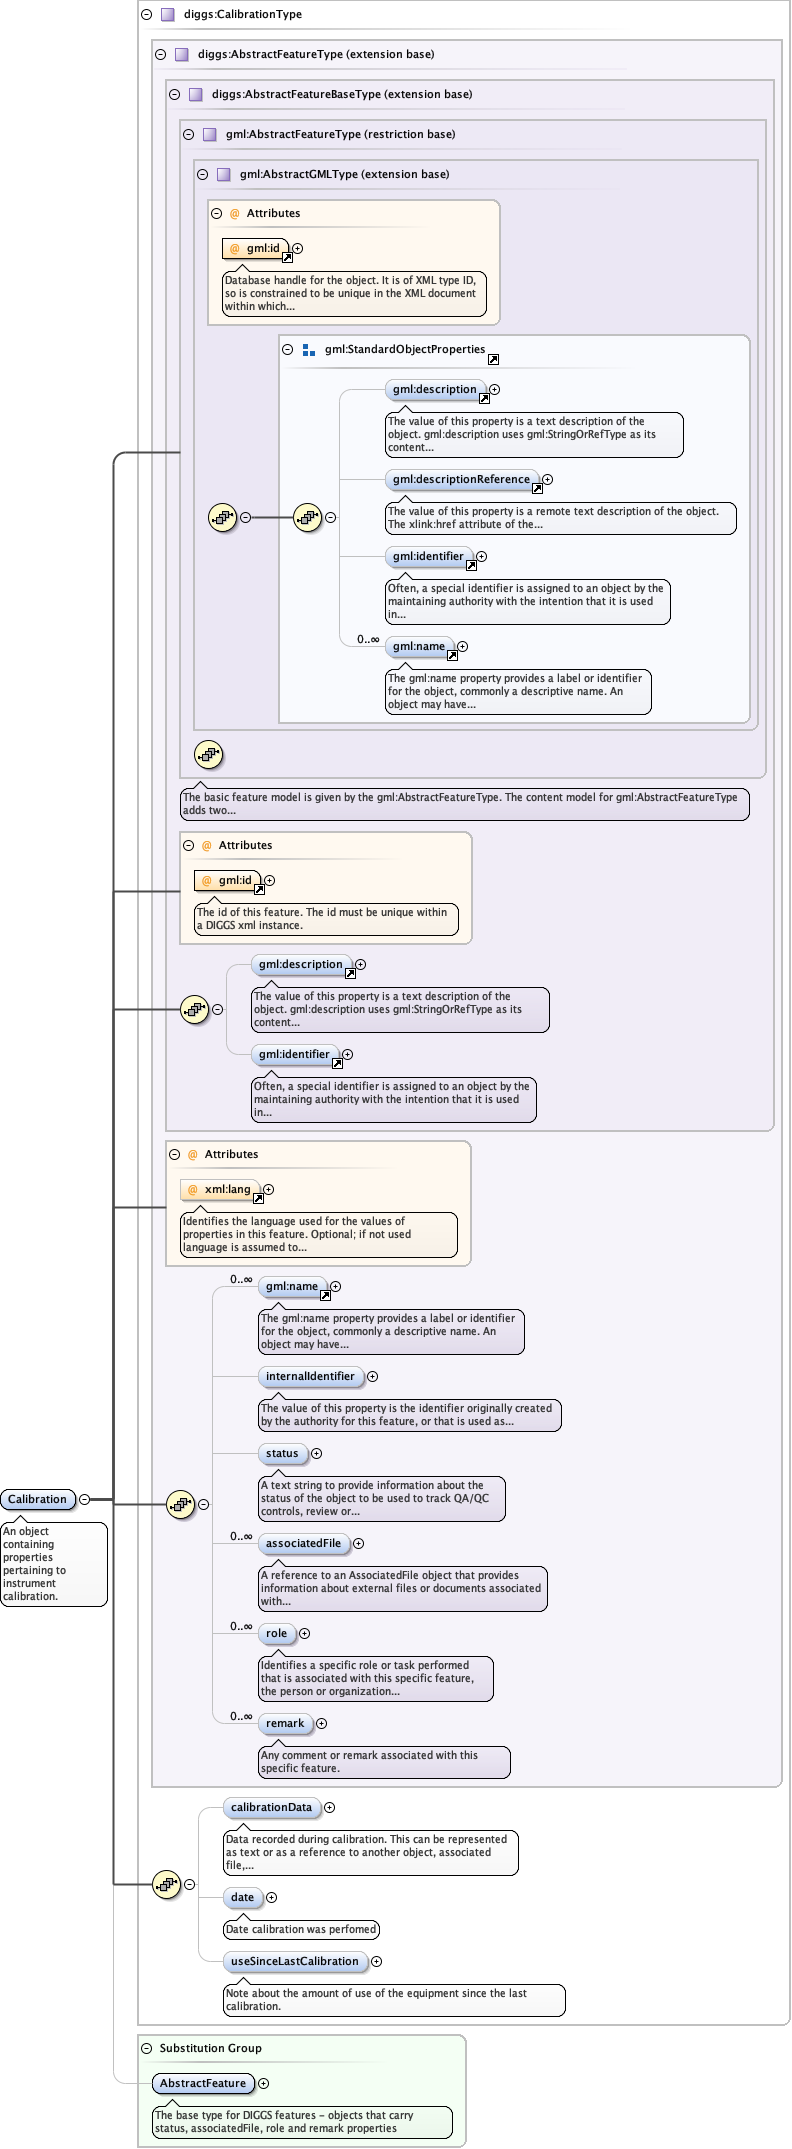 diggs:CalibrationType
diggs:AbstractFeatureType (extension base)
diggs:AbstractFeatureBaseType (extension base)
gml:AbstractFeatureType (restriction base)
gml:AbstractGMLType (extension base)
@ Attributes
@ gml:id
Database handle for the object. It is of XML type ID,
so is constrained to be unique in the XML document
within which...
gml:StandardObjectProperties
gml:description
The value of this property is a text description of the
object. gml:description uses gml:StringOrRefType as its
content...
gml:descriptionReference
The value of this property is a remote text description of the object.
The xlink:href attribute of the...
gml:identifier
Often, a special identifier is assigned to an object by the
maintaining authority with the intention that it is used
in...
0..∞
gml:name
The gml:name property provides a label or identifier
for the object, commonly a descriptive name. An
object may have...
The basic feature model is given by the gml:AbstractFeatureType. The content model for gml:AbstractFeatureType
adds two...
@ Attributes
@ gml:id
The id of this feature. The id must be unique within
a DIGGS xml instance.
gml:description
The value of this property is a text description of the
object. gml:description uses gml:StringOrRefType as its
content...
gml:identifier
Often, a special identifier is assigned to an object by the
maintaining authority with the intention that it is used
in...
@ Attributes
@ xml:lang
Identifies the language used for the values of
properties in this feature. Optional; if not used
language is assumed to...
0..∞
gml:name
The gml:name property provides a label or identifier
for the object, commonly a descriptive name. An
object may have...
internalIdentifier
The value of this property is the identifier originally created
by the authority for this feature, or that is used as...
status
A text string to provide information about the
status of the object to be used to track QA/QC
controls, review or...
Calibration
An object
containing
properties
pertaining to
instrument
calibration.
0..∞
associatedFile
A reference to an AssociatedFile object that provides
information about external files or documents associated
with...
0..∞
role
Identifies a specific role or task performed
that is associated with this specific feature,
the person or organization...
0..∞
remark
Any comment or remark associated with this
specific feature.
calibrationData
Data recorded during calibration. This can be represented
as text or as a reference to another object, associated
file,...
date
Date calibration was perfomed
useSinceLastCalibration
Note about the amount of use of the equipment since the last
calibration.
Substitution Group
AbstractFeature
The base type for DIGGS features - objects that carry
status, associatedFile, role and remark properties